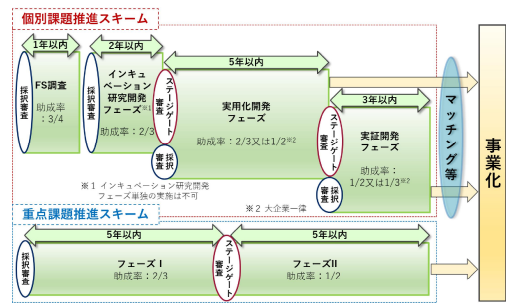 個別課題推進スキーム
1年以内
採択審査
FS調査
助成率
：3/4
2年以内
採択審査
インキュ
ベーション
研究開発
フェーズ※1
助成率：2/3
5年以内
ステージゲート
審査
採択
審査
実用化開発
フェーズ
助成率：2/3又は1/2※2
3年以内
ステージゲート
審査
採択
審査
実証開発
フェーズ
助成率：
1/2又は1/3※2
マッチング等
事業化
※１ インキュベーション研究開発
フェーズ単独の実施は不可
※２ 大企業一律
重点課題推進スキーム
5年以内
採択審査
フェーズⅠ
助成率：2/3
ステージゲート
審査
5年以内
フェーズII
助成率：1/2